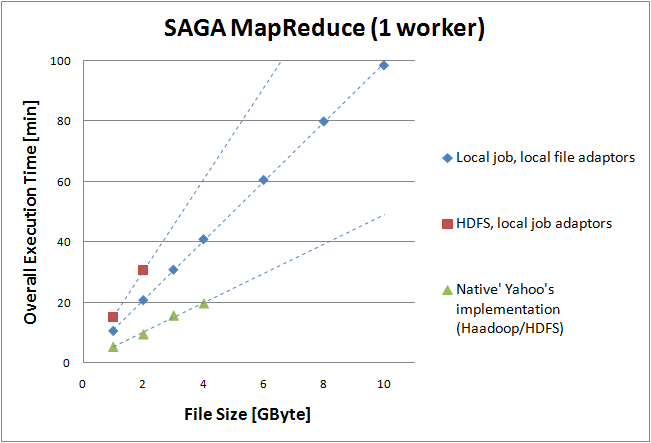 SAGA MapReduce (1 worker)
Overall Execution Time [min]
100
80
60
40
20
0
0 2 4 6 8 10
File Size [GByte]
Local job, local file adaptors
HDFS, local job adaptors
Native' Yahoo's
implementation
(Haadoop/HDFS)